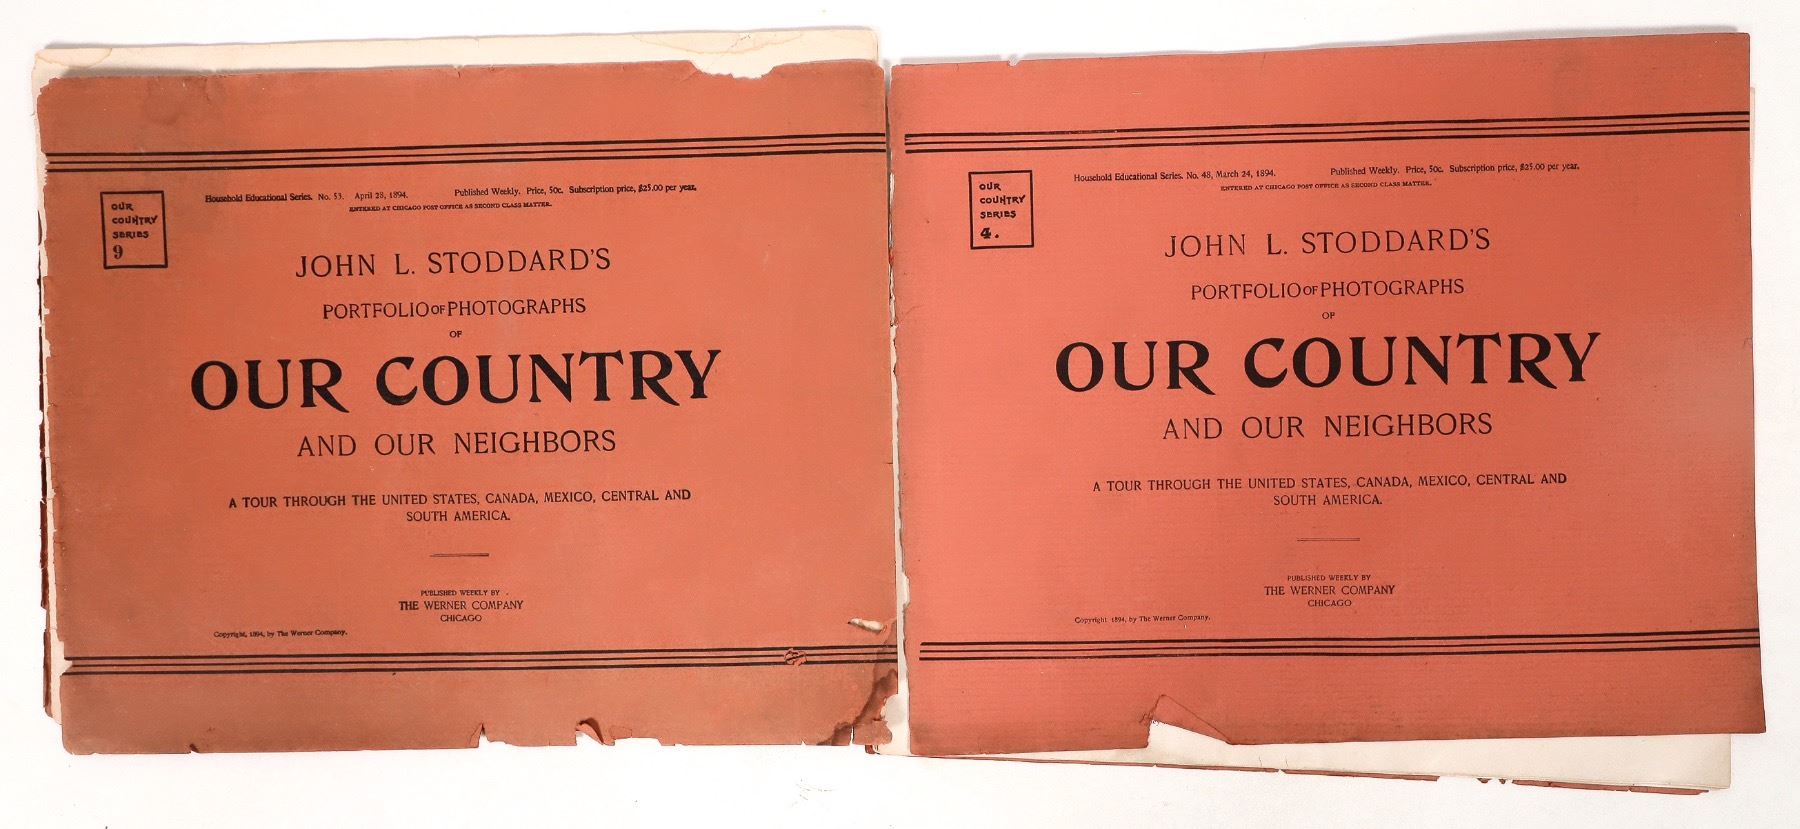 OUR
COUNTRY
SERIES
9
Household Educational Series. No. 53. April 28, 1894. Published Weekly. Price, 50c. Subscription price, $25.00 per year.
ENTERED AT CHICAGO POST OFFICE AS SECOND CLASS MATTER.
JOHN L. STODDARD'S
PORTFOLIO OF PHOTOGRAPHS
OF
OUR COUNTRY
AND OUR NEIGHBORS
A TOUR THROUGH THE UNITED STATES, CANADA, MEXICO, CENTRAL AND
SOUTH AMERICA.
PUBLISHED WEEKLY BY
THE WERNER COMPANY
CHICAGO
Copyright, 1894, by The Werner Company.
OUR
COUNTRY
SERIES
4.
Household Educational Series. No. 48, March 24, 1894. Published Weekly. Price, 50c. Subscription price, $25.00 per year.
ENTERED AT CHICAGO POST OFFICE AS SECOND CLASS MATTER.
JOHN L. STODDARD'S
PORTFOLIO OF PHOTOGRAPHS
OF
OUR COUNTRY
AND OUR NEIGHBORS
A TOUR THROUGH THE UNITED STATES, CANADA, MEXICO, CENTRAL AND
SOUTH AMERICA.
PUBLISHED WEEKLY BY
THE WERNER COMPANY
CHICAGO
Copyright 1894, by The Werner Company.